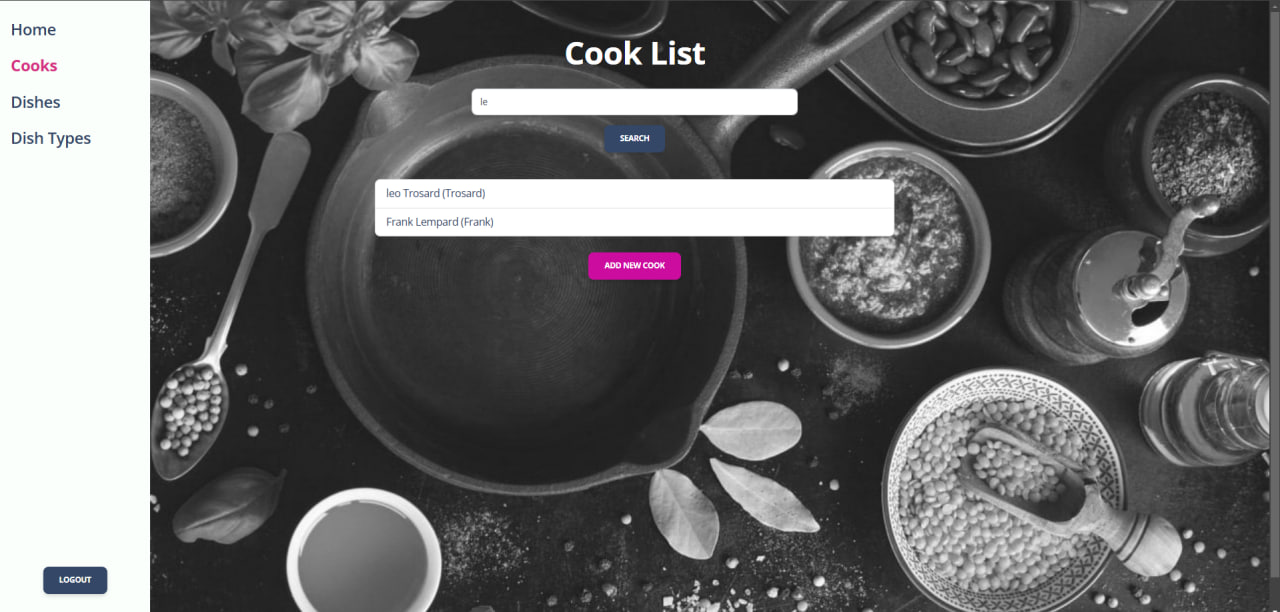 Home
Cooks
Dishes
Dish Types
LOGOUT
Cook List
le
SEARCH
leo Trosard (Trosard)
Frank Lempard (Frank)
ADD NEW COOK